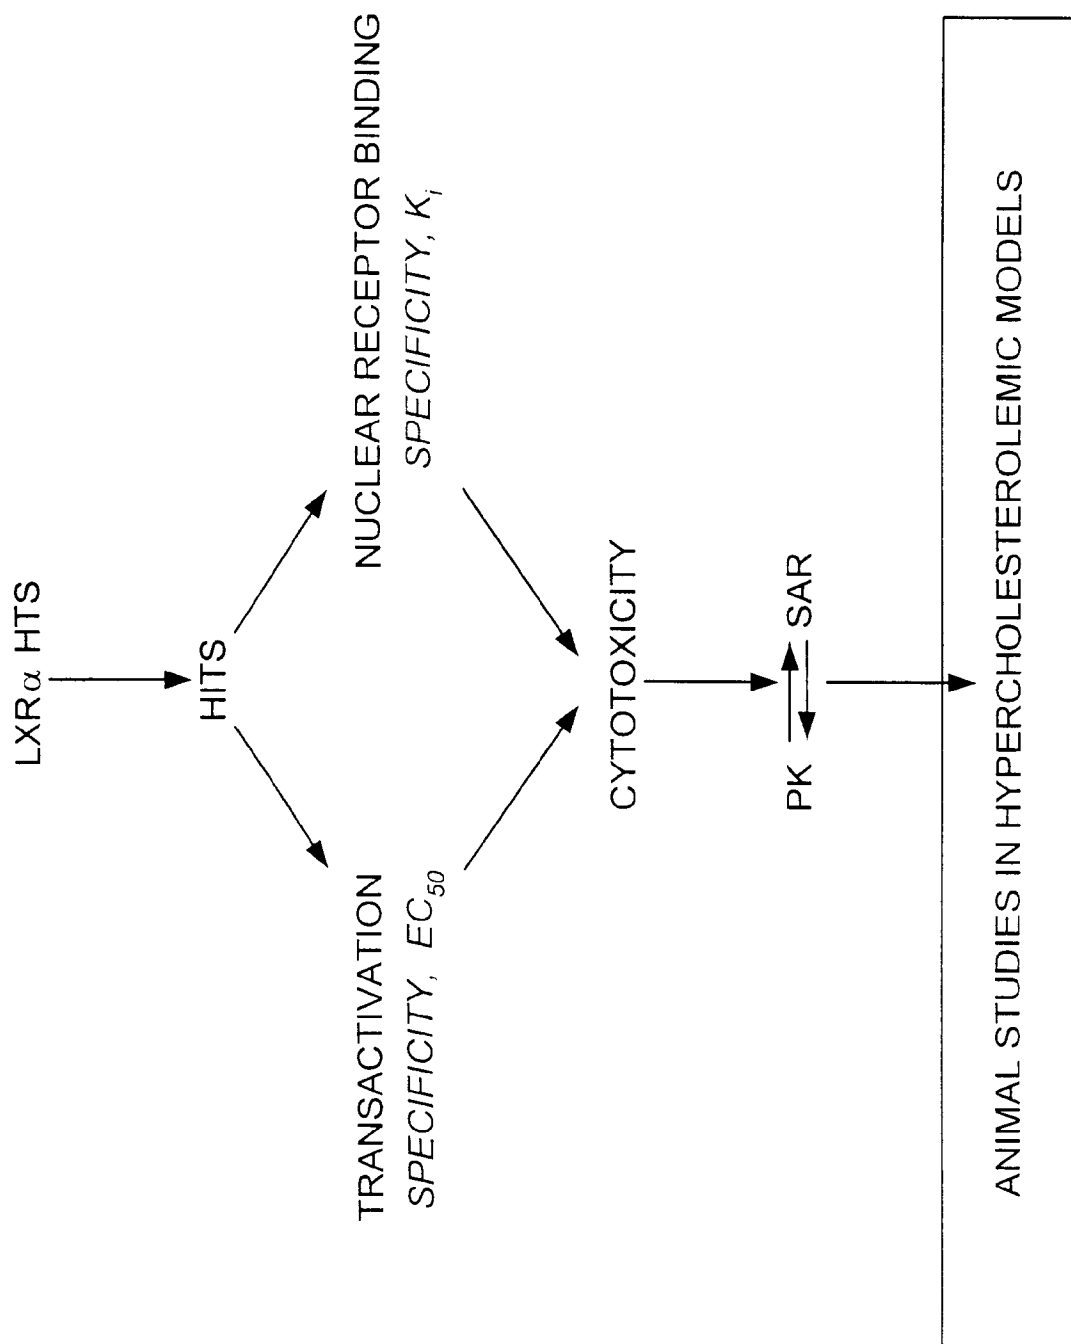 LXRα HTS
HITS
TRANSACTIVATION
SPECIFICITY, EC50
NUCLEAR RECEPTOR BINDING
SPECIFICITY, Ki
CYTOTOXICITY
PK
SAR
ANIMAL STUDIES IN HYPERCHOLESTEROLEMIC MODELS